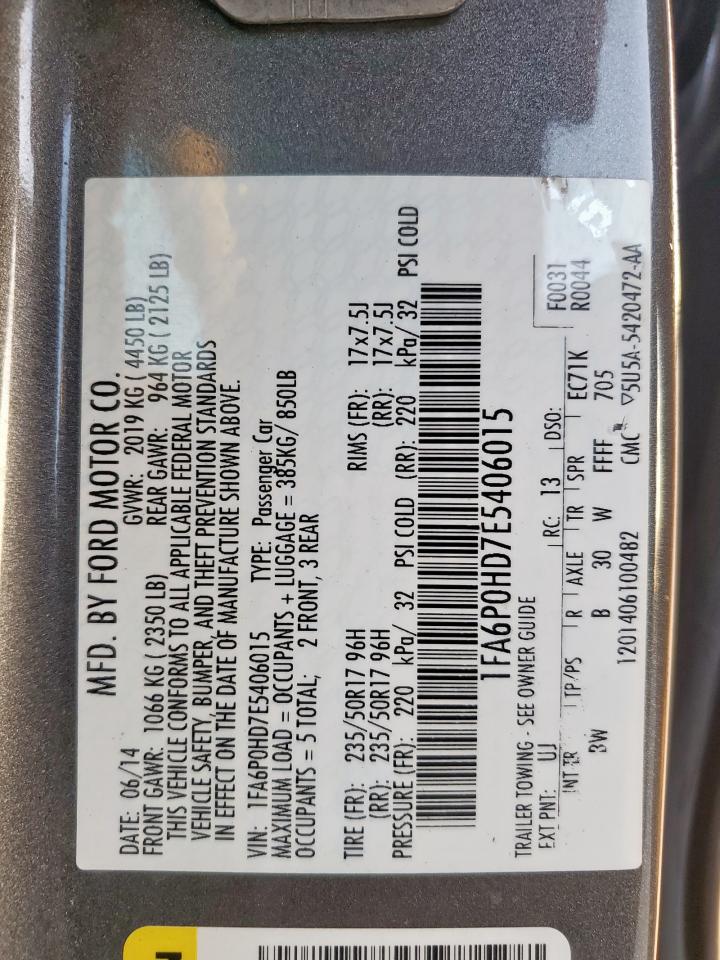 MFD. BY FORD MOTOR CO.
DATE: 06/14 GVWR: 2019 KG ( 4450 LB)
FRONT GAWR: 1066 KG ( 2350 LB) REAR GAWR: 964 KG ( 2125 LB)
THIS VEHICLE CONFORMS TO ALL APPLICABLE FEDERAL MOTOR
VEHICLE SAFETY, BUMPER, AND THEFT PREVENTION STANDARDS
IN EFFECT ON THE DATE OF MANUFACTURE SHOWN ABOVE.
VIN: 1FA6P0HD7E5406015 TYPE: Passenger Car
MAXIMUM LOAD = OCCUPANTS + LUGGAGE = 385KG/ 850LB
OCCUPANTS = 5 TOTAL; 2 FRONT, 3 REAR
TIRE (FR): 235/50R17 96H RIMS (FR): 17x7.5J
(RR): 235/50R17 96H (RR): 17x7.5J
PRESSURE (FR): 220 kPa/ 32 PSI COLD (RR): 220 kPa/ 32 PSI COLD
1FA6P0HD7E5406015
TRAILER TOWING - SEE OWNER GUIDE
EXT PNT: UJ RC: 13 DSO: F0031
R0044
INT TR TP/PS R AXLE TR SPR EC71K
BW B 30 W FFFF 705
1201406100482 CMC ▽5U5A-5420472-AA